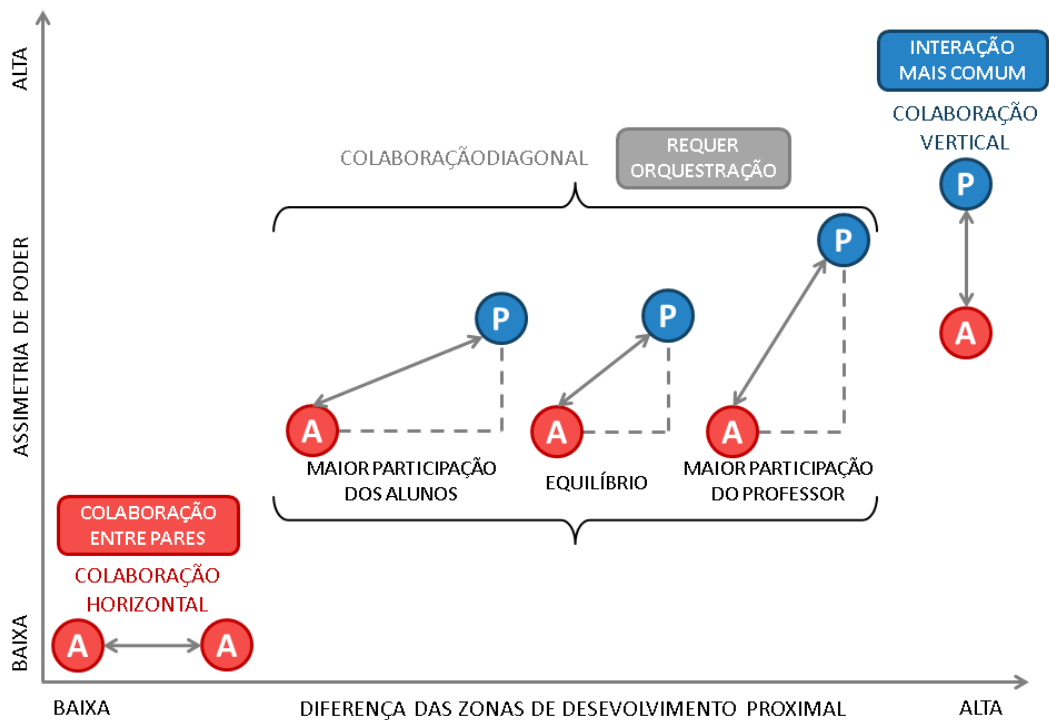 ALTA
ASSIMETRIA DE PODER
BAIXA
INTERAÇÃO
MAIS COMUM
COLABORAÇÃO
VERTICAL
P
A
COLABORAÇÃODIAGONAL
REQUER
ORQUESTRAÇÃO
P
A
MAIOR PARTICIPAÇÃO
DOS ALUNOS
P
A
EQUILÍBRIO
P
A
MAIOR PARTICIPAÇÃO
DO PROFESSOR
COLABORAÇÃO
ENTRE PARES
COLABORAÇÃO
HORIZONTAL
A
A
BAIXA
DIFERENÇA DAS ZONAS DE DESEVOLVIMENTO PROXIMAL
ALTA